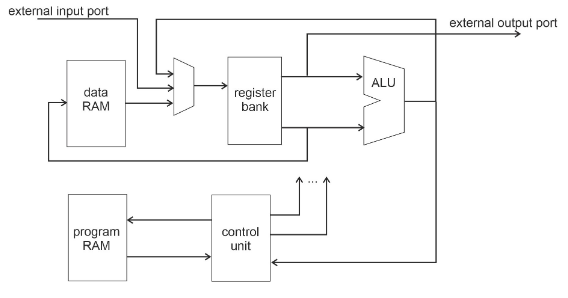 external input port
external output port
data
RAM
register
bank
ALU
...
program
RAM
control
unit